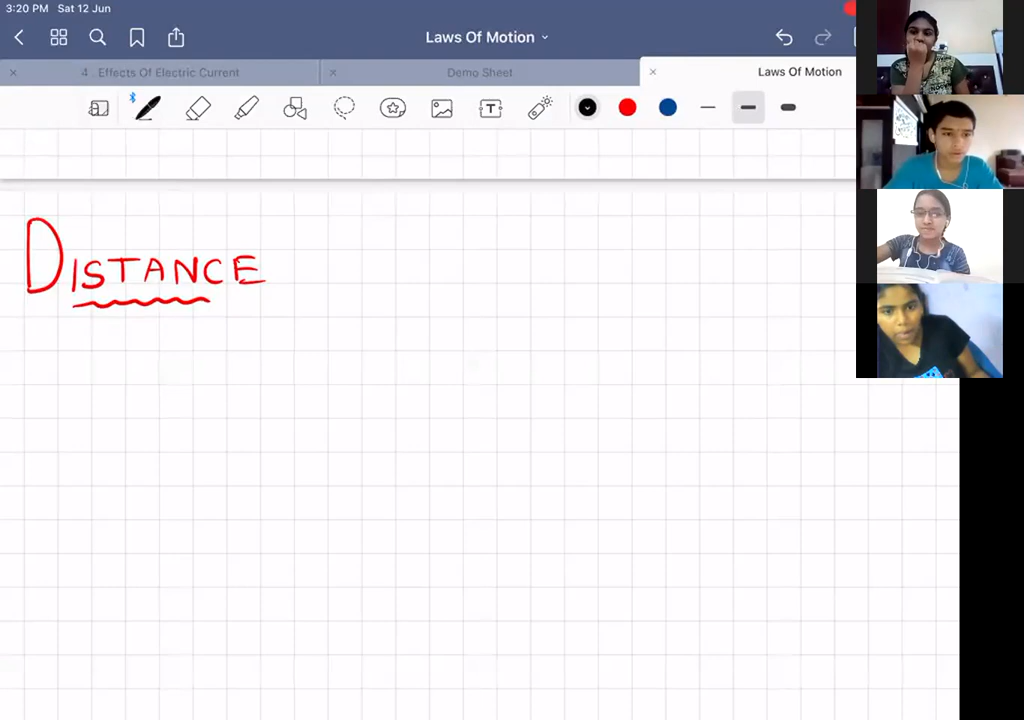 3:20 PM Sat 12 Jun
Laws Of Motion
4 . Effects Of Electric Current
Demo Sheet
Laws Of Motion
T
DISTANCE